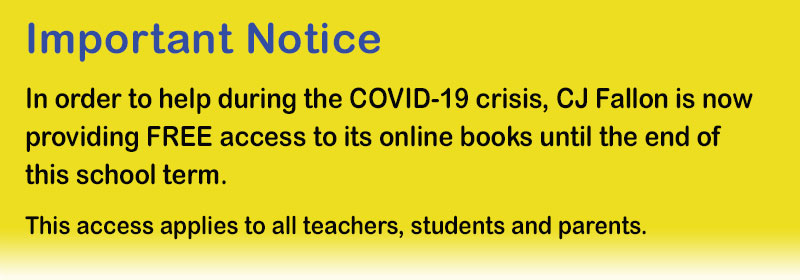 Important Notice
In order to help during the COVID-19 crisis, CJ Fallon is now
providing FREE access to its online books until the end of
this school term.
This access applies to all teachers, students and parents.